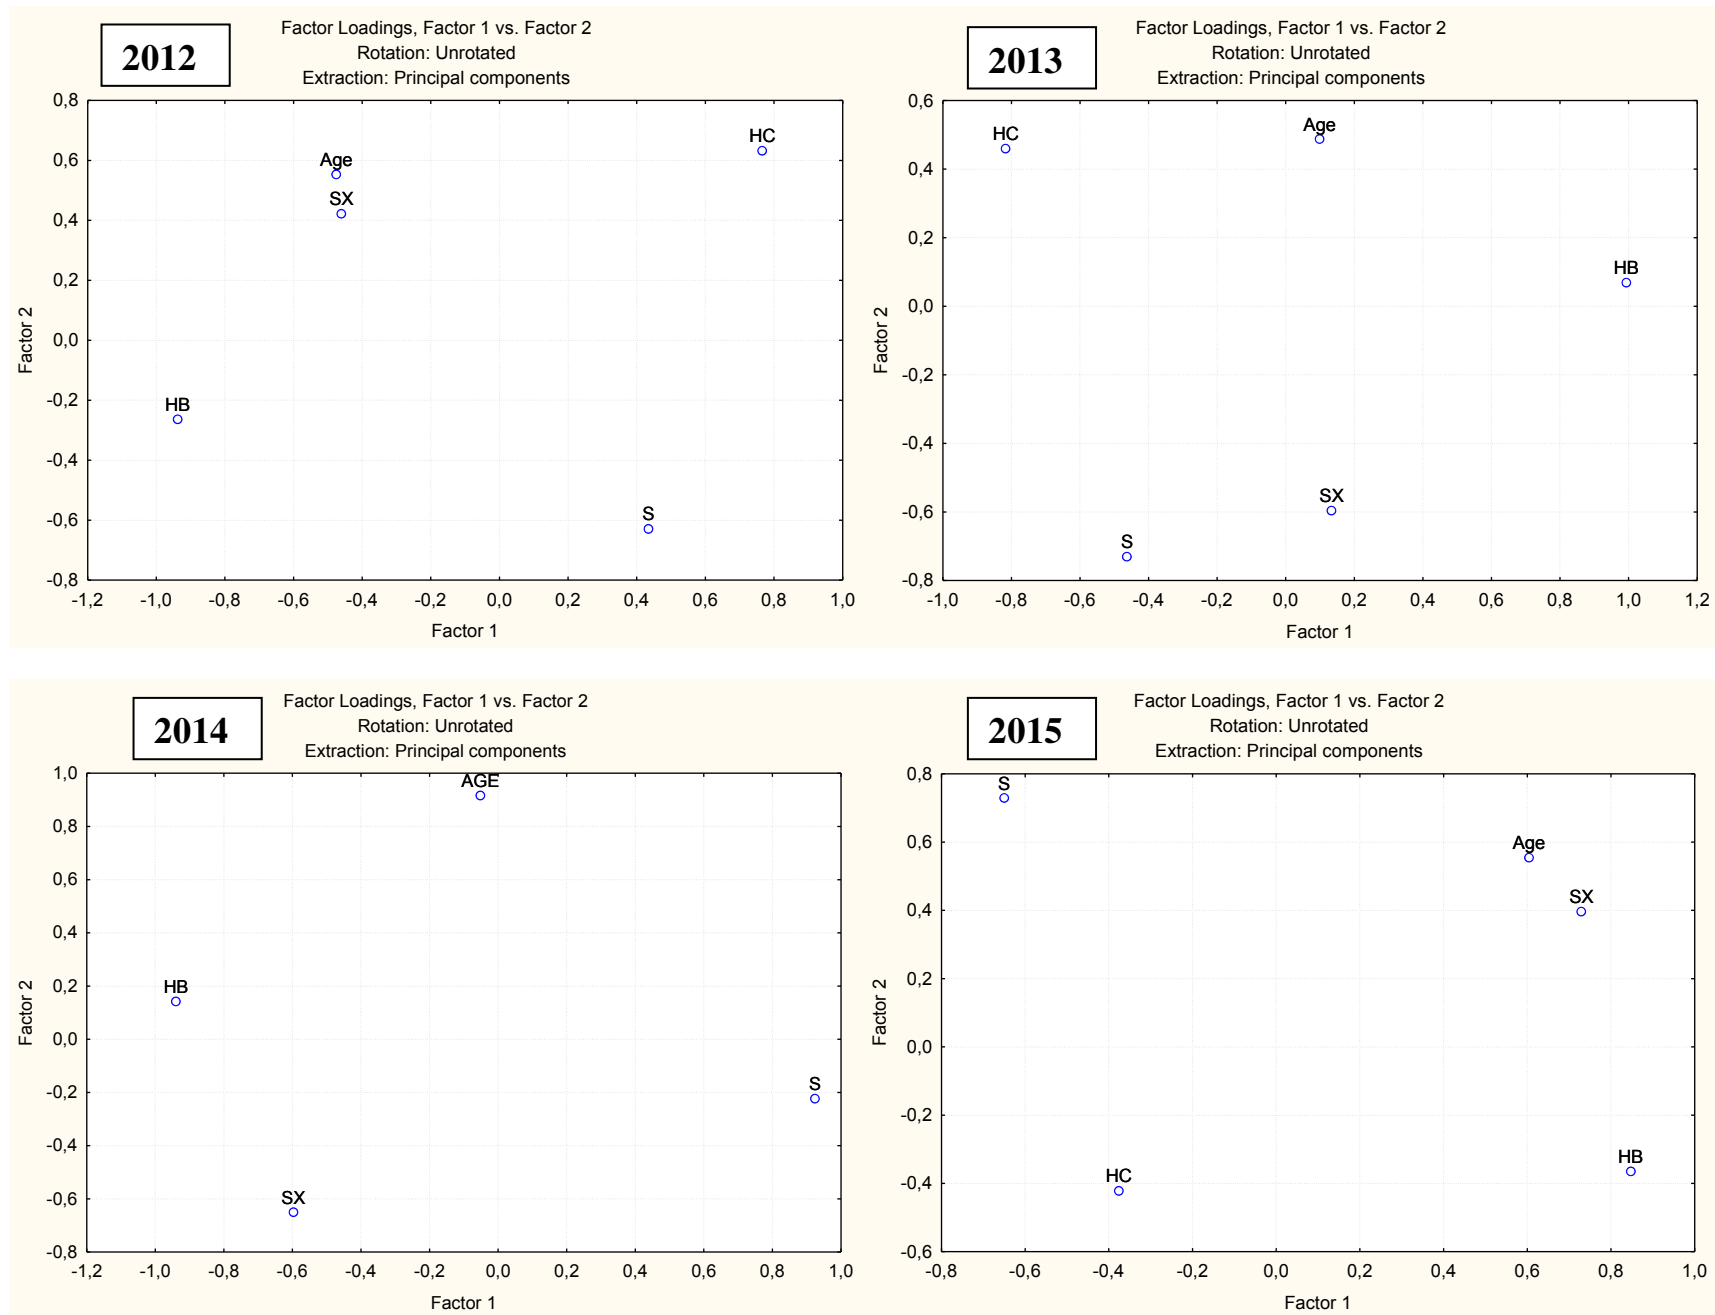 2012
Factor Loadings, Factor 1 vs. Factor 2
Rotation: Unrotated
Extraction: Principal components
0,8
0,6
0,4
0,2
0,0
-0,2
-0,4
-0,6
-0,8
Factor 2
HC
Age
SX
HB
S
-1,2 -1,0 -0,8 -0,6 -0,4 -0,2 0,0 0,2 0,4 0,6 0,8 1,0
Factor 1
2013
Factor Loadings, Factor 1 vs. Factor 2
Rotation: Unrotated
Extraction: Principal components
0,6
0,4
0,2
0,0
-0,2
-0,4
-0,6
-0,8
Factor 2
HC
Age
HB
SX
S
-1,0 -0,8 -0,6 -0,4 -0,2 0,0 0,2 0,4 0,6 0,8 1,0 1,2
Factor 1
2014
Factor Loadings, Factor 1 vs. Factor 2
Rotation: Unrotated
Extraction: Principal components
1,0
0,8
0,6
0,4
0,2
0,0
-0,2
-0,4
-0,6
-0,8
Factor 2
AGE
HB
S
SX
-1,2 -1,0 -0,8 -0,6 -0,4 -0,2 0,0 0,2 0,4 0,6 0,8 1,0
Factor 1
2015
Factor Loadings, Factor 1 vs. Factor 2
Rotation: Unrotated
Extraction: Principal components
0,8
0,6
0,4
0,2
0,0
-0,2
-0,4
-0,6
Factor 2
S
Age
SX
HC
HB
-0,8 -0,6 -0,4 -0,2 0,0 0,2 0,4 0,6 0,8 1,0
Factor 1